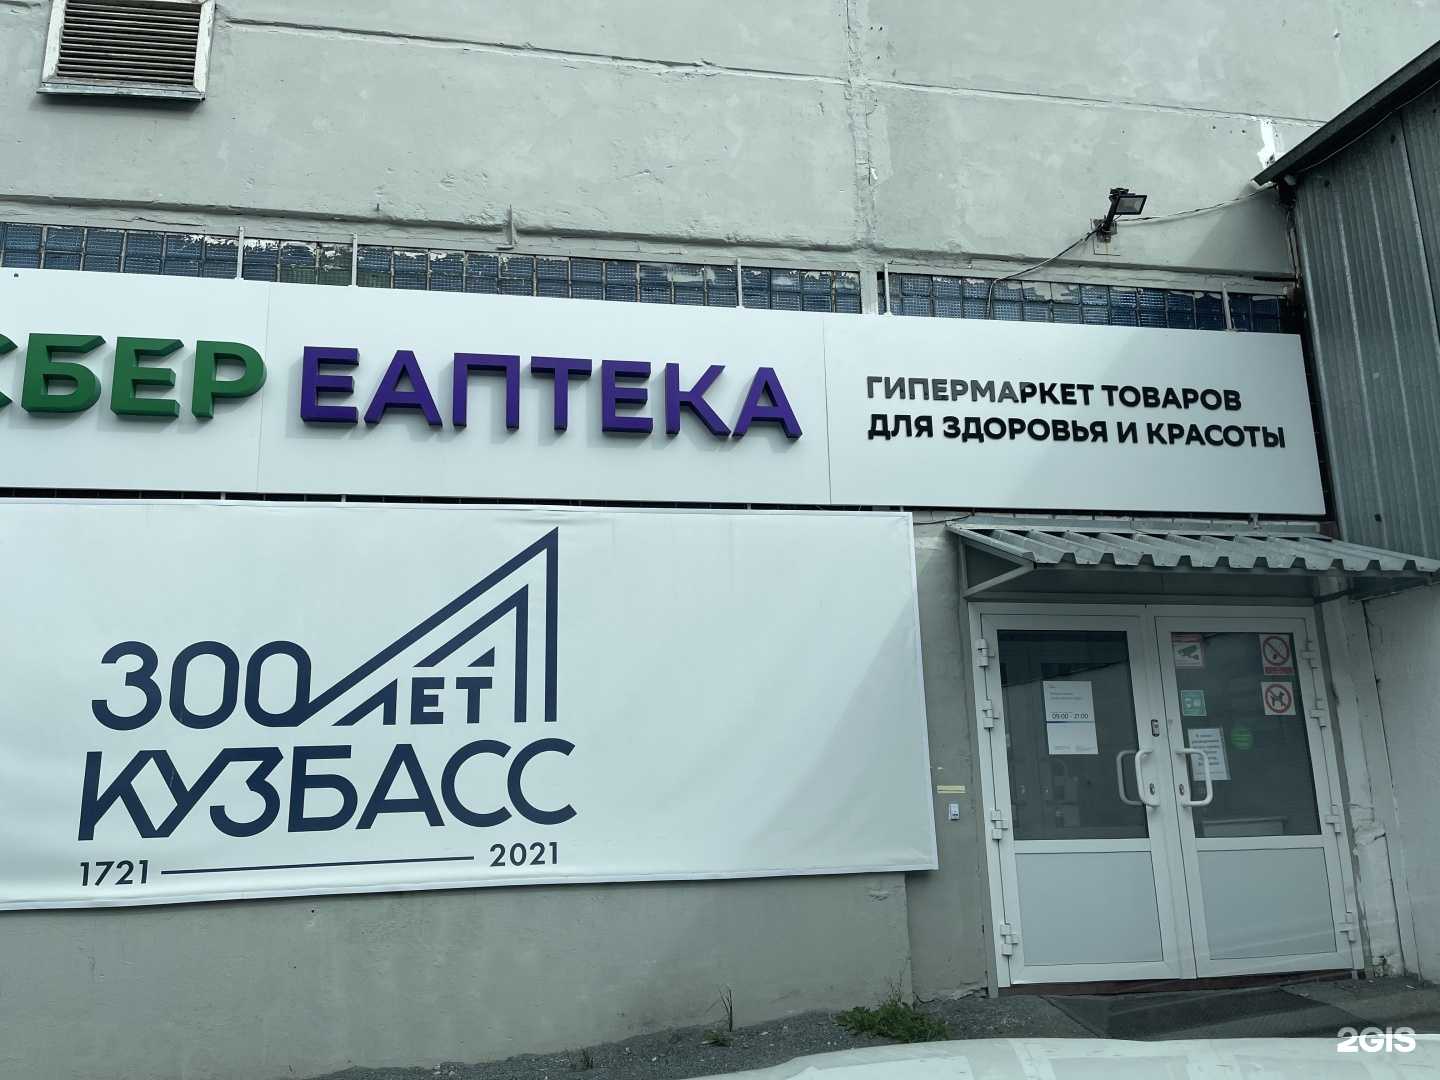 СБЕР ЕАПТЕКА
ГИПЕРМАРКЕТ ТОВАРОВ
ДЛЯ ЗДОРОВЬЯ И КРАСОТЫ
300 ЛЕТ
КУЗБАСС
1721 2021
09:00 - 21:00
2GIS